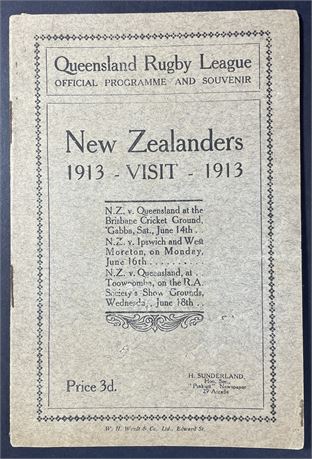 Queensland Rugby League
OFFICIAL PROGRAMME AND SOUVENIR
New Zealanders
1913 - VISIT - 1913
N.Z. v. Queensland at the
Brisbane Cricket Ground,
'Gabba, Sat., June 14th .
N.Z. v. Ipswich and West
Moreton, on Monday,
June 16th . . . . . . . . . .
N.Z. v. Queensland, at . .
Toowoomba, on the R.A.
Society's Show Grounds,
Wednesda, . June 18th . .
Price 3d.
H. SUNDERLAND,
Hon. Sec.,
Newspaper
29 Arcade
W. H. Wendt & Co. Ltd., Edward St.